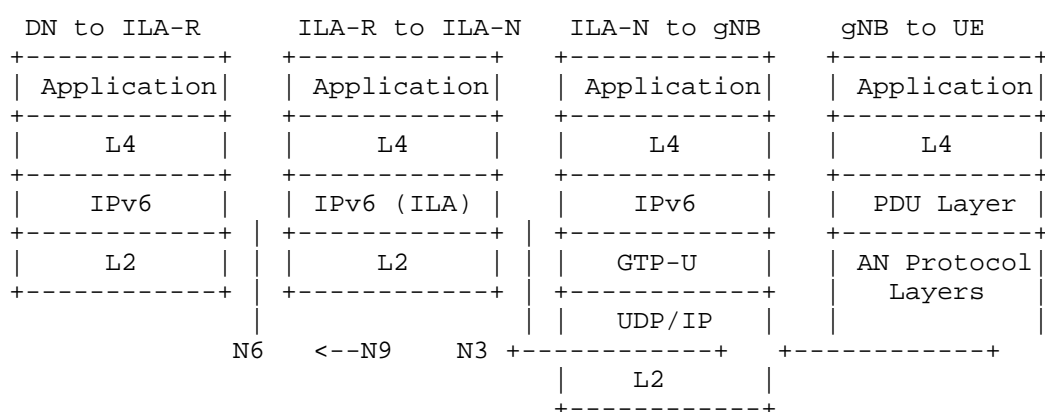 DN to ILA-R ILA-R to ILA-N ILA-N to gNB gNB to UE
+------------+ +------------+ +------------+ +------------+
| Application| | Application| | Application| | Application|
+------------+ +------------+ +------------+ +------------+
| L4 | | L4 | | L4 | | L4 |
+------------+ +------------+ +------------+ +------------+
| IPv6 | | IPv6 (ILA) | | IPv6 | | PDU Layer |
+------------+ | +------------+ | +------------+ +------------+
| L2 | | | L2 | | | GTP-U | | AN Protocol|
+------------+ | +------------+ | +------------+ | Layers |
| | | UDP/IP | | |
N6 <--N9 N3 +------------+ +------------+
| L2 |
+------------+